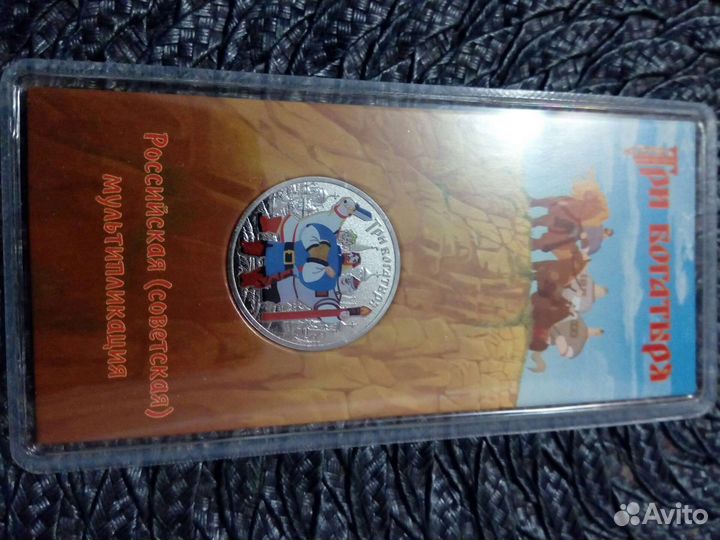 Три богатыря
Три богатыря
Российская (советская)
мультипликация
Avito